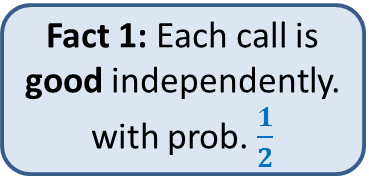 Fact 1: Each call is
good independently.
with prob. 1/2